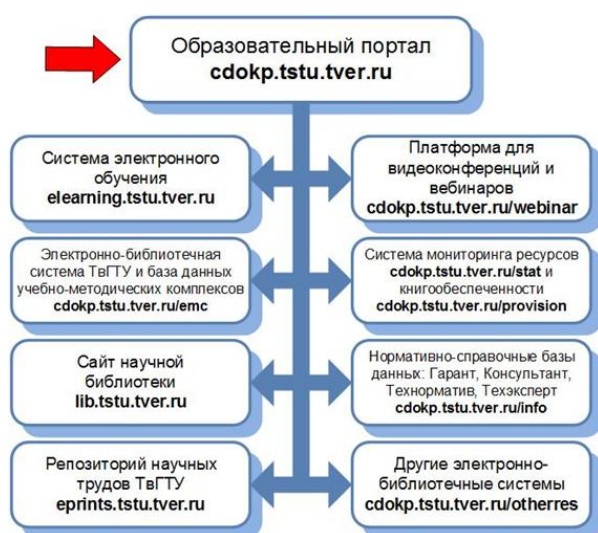 Образовательный портал
cdokp.tstu.tver.ru
Система электронного
обучения
elearning.tstu.tver.ru
Платформа для
видеоконференций и
вебинаров
cdokp.tstu.tver.ru/webinar
Электронно-библиотечная
система ТвГТУ и база данных
учебно-методических комплексов
cdokp.tstu.tver.ru/emc
Система мониторинга ресурсов
cdokp.tstu.tver.ru/stat и
книгообеспеченности
cdokp.tstu.tver.ru/provision
Сайт научной
библиотеки
lib.tstu.tver.ru
Нормативно-справочные базы
данных: Гарант, Консультант,
Технорматив, Техэксперт
cdokp.tstu.tver.ru/info
Репозиторий научных
трудов ТвГТУ
eprints.tstu.tver.ru
Другие электронно-
библиотечные системы
cdokp.tstu.tver.ru/otherres